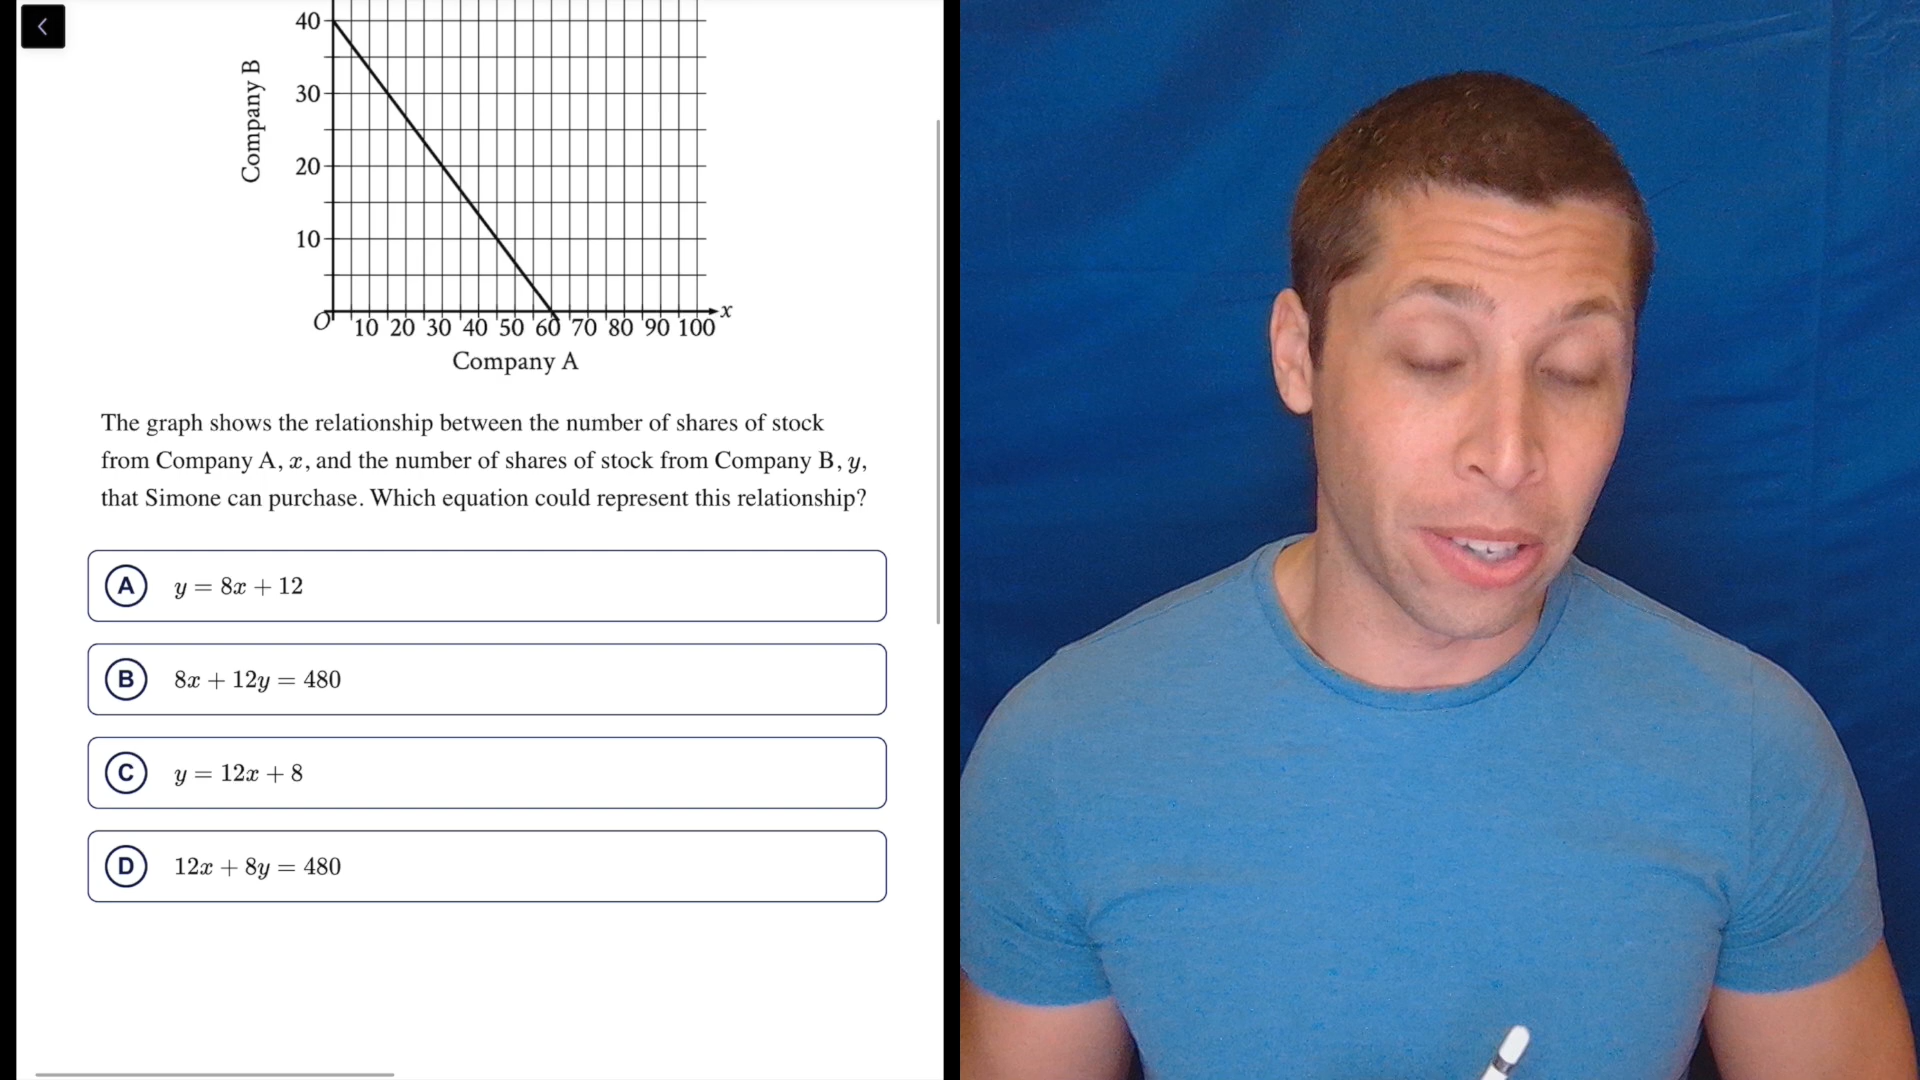 40
30
20
10
Company B
O 10 20 30 40 50 60 70 80 90 100 x
Company A
The graph shows the relationship between the number of shares of stock
from Company A, x, and the number of shares of stock from Company B, y,
that Simone can purchase. Which equation could represent this relationship?
A y = 8x + 12
B 8x + 12y = 480
C y = 12x + 8
D 12x + 8y = 480